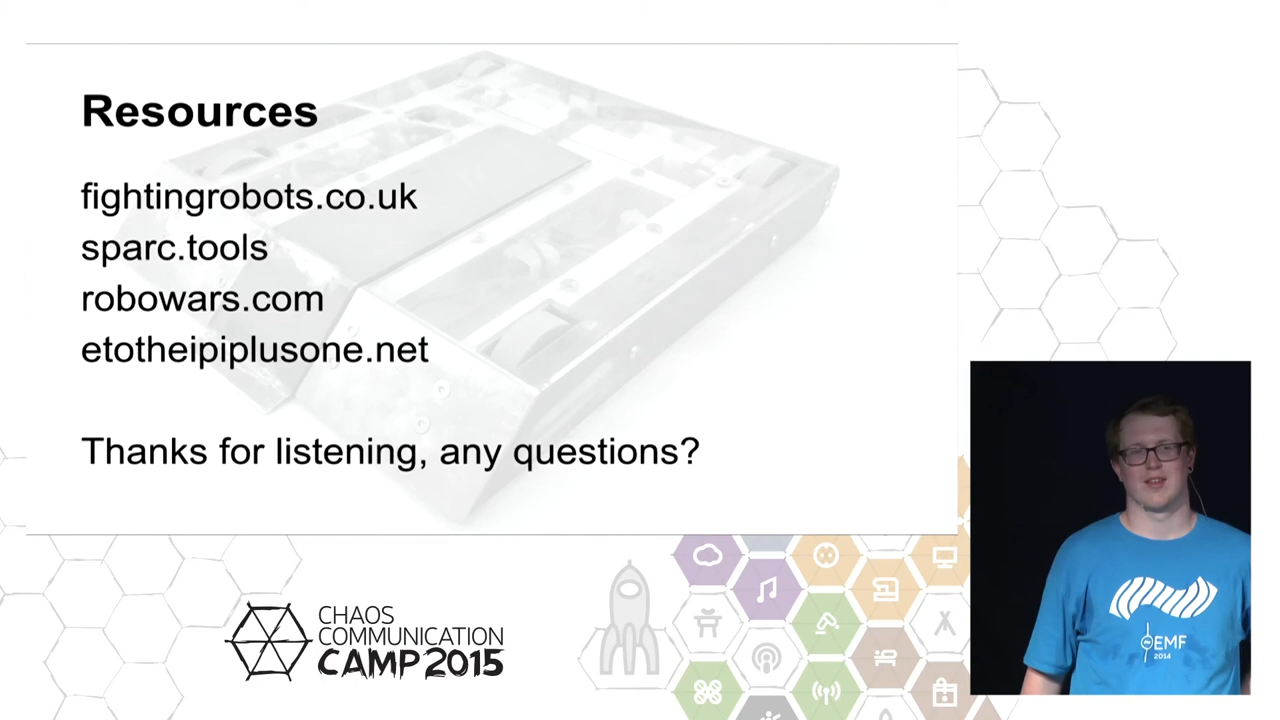 Resources
fightingrobots.co.uk
sparc.tools
robowars.com
etotheipiplusone.net
Thanks for listening, any questions?
CHAOS
COMMUNICATION
CAMP 2015
EMF
2014